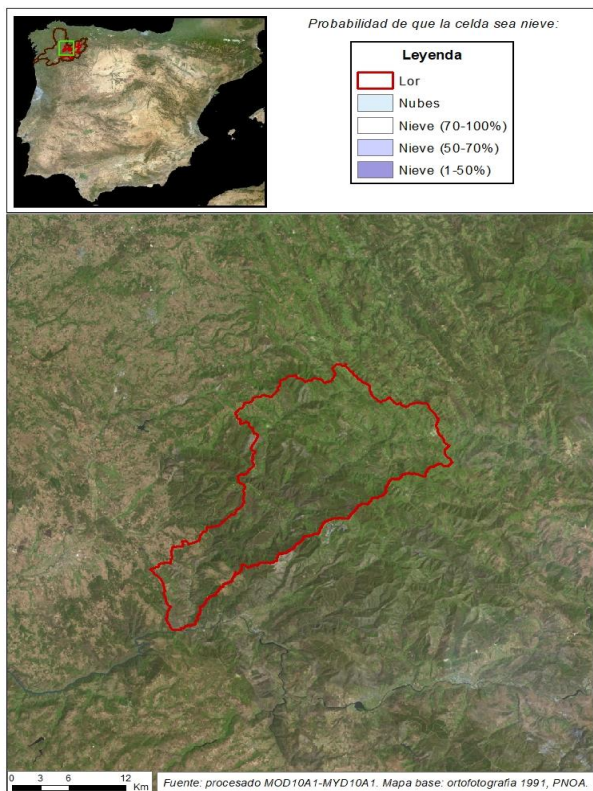 Probabilidad de que la celda sea nieve:
Leyenda
Lor
Nubes
Nieve (70-100%)
Nieve (50-70%)
Nieve (1-50%)
0 3 6 12
Km
Fuente: procesado MOD10A1-MYD10A1. Mapa base: ortofotografia 1991, PNOA.